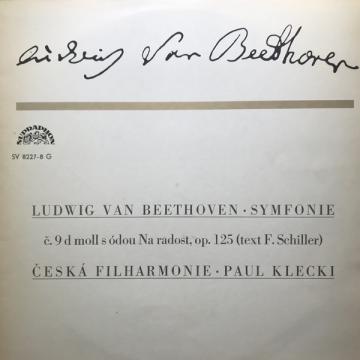 Ludwig Van Beethoven
SUPRAPHON
SV 8227-8 G
LUDWIG VAN BEETHOVEN · SYMFONIE
č. 9 d moll s ódou Na radost, op. 125 (text F. Schiller)
ČESKÁ FILHARMONIE · PAUL KLECKI